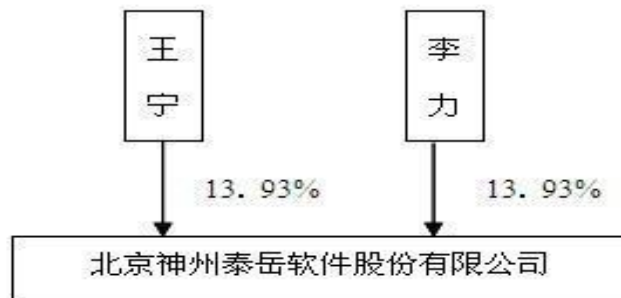 王宁
李力
13. 93%
13. 93%
北京神州泰岳软件股份有限公司